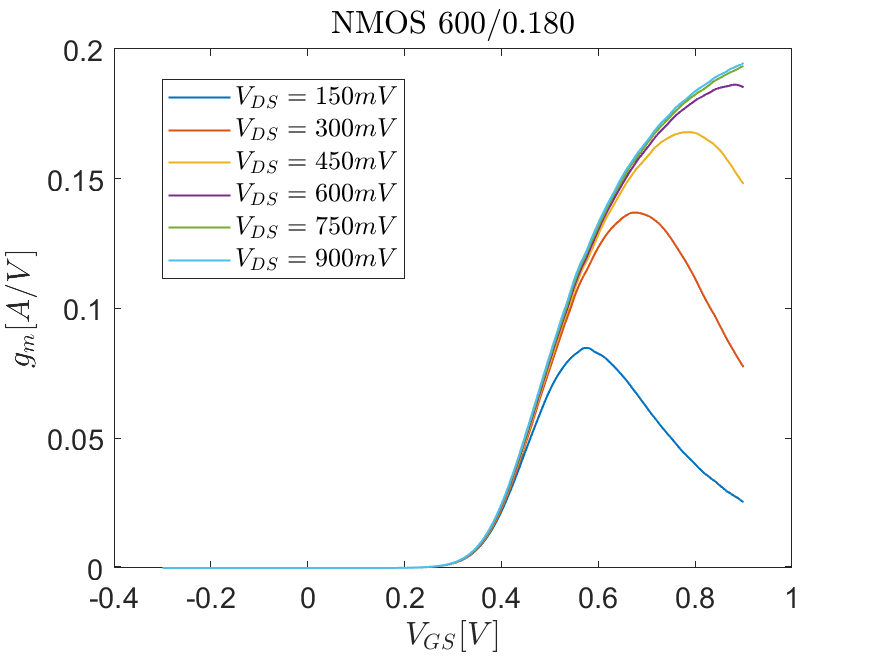 NMOS 600/0.180
0.2
0.15
0.1
0.05
0
g_m[A/V]
V_DS = 150mV
V_DS = 300mV
V_DS = 450mV
V_DS = 600mV
V_DS = 750mV
V_DS = 900mV
-0.4 -0.2 0 0.2 0.4 0.6 0.8 1
V_GS[V]